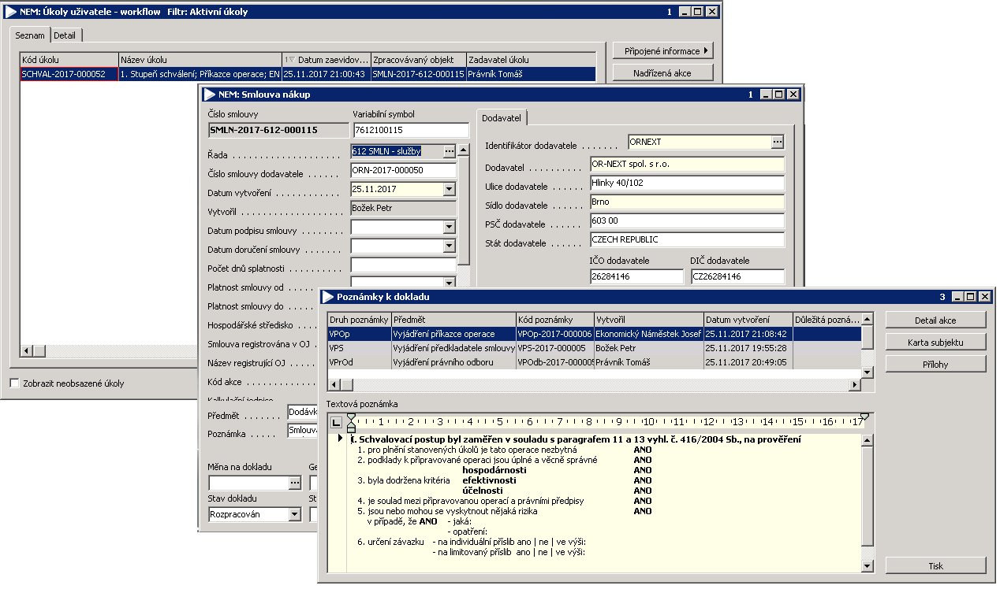 NEM: Úkoly uživatele - workflow Filtr: Aktivní úkoly 1
Seznam Detail
Kód úkolu Název úkolu 1 Datum zaevidov... Zpracovávaný objekt Zadavatel úkolu
SCHVAL-2017-000052 1. Stupeň schválení; Příkazce operace; EN 25.11.2017 21:00:43 SMLN-2017-612-000115 Právník Tomáš
Připojené informace
Nadřízená akce
Zobrazit neobsazené úkoly
NEM: Smlouva nákup 1
Číslo smlouvy Variabilní symbol
SMLN-2017-612-000115 7612100115
Řada . . . . . . . . . . . . . . . . . . 612 SMLN - služby ...
Číslo smlouvy dodavatele . . . . . . ORN-2017-000050
Datum vytvoření . . . . . . . . . . . . 25.11.2017
Vytvořil . . . . . . . . . . . . . . . . . Božek Petr
Datum podpisu smlouvy . . . . . . .
Datum doručení smlouvy . . . . . . .
Počet dnů splatnosti . . . . . . . . . .
Platnost smlouvy od . . . .
Platnost smlouvy do . . . .
Hospodářské středisko . . . .
Smlouva registrována v OJ .
Název registrující OJ . . . . .
Kód akce . . . . . . . . . . . .
Kalkulační jednice
Předmět . . . . . . . Dodávk
Poznámka . . . . . Smlouva
Měna na dokladu Ge
...
Stav dokladu St
Rozpracován
Dodavatel
Identifikátor dodavatele . . . . . . . ORNEXT ...
Dodavatel . . . . . . . . . . OR-NEXT spol. s r.o.
Ulice dodavatele . . . . . . Hlinky 40/102
Sídlo dodavatele . . . . . . Brno
PSČ dodavatele . . . . . . 603 00
Stát dodavatele . . . . . . CZECH REPUBLIC
IČO dodavatele DIČ dodavatele
26284146 CZ26284146
Poznámky k dokladu 3
Druh poznámky Předmět Kód poznámky Vytvořil Datum vytvoření Důležitá pozná...
VPOp Vyjádření příkazce operace VPOp-2017-000006 Ekonomický Náměstek Josef 25.11.2017 21:08:42
VPS Vyjádření předkladatele smlouvy VPS-2017-000005 Božek Petr 25.11.2017 19:55:28
VPrOd Vyjádření právního odboru VPOdb-2017-000005 Právník Tomáš 25.11.2017 20:49:05
Detail akce
Karta subjektu
Přílohy
Textová poznámka
L 1 2 3 4 5 6 7 8 9 10 11 12 13 14 15 16 17
I. Schvalovací postup byl zaměřen v souladu s paragrafem 11 a 13 vyhl. č. 416/2004 Sb., na prověření
1. pro plnění stanovených úkolů je tato operace nezbytná ANO
2. podklady k připravované operaci jsou úplné a věcně správné ANO
hospodárnosti ANO
3. byla dodržena kritéria efektivnosti ANO
účelnosti ANO
4. je soulad mezi připravovanou operací a právními předpisy ANO
5. jsou nebo mohou se vyskytnout nějaká rizika ANO
v případě, že ANO - jaká:
- opatření:
6. určení závazku - na individuální příslib ano | ne | ve výši:
- na limitovaný příslib ano | ne | ve výši:
Tisk